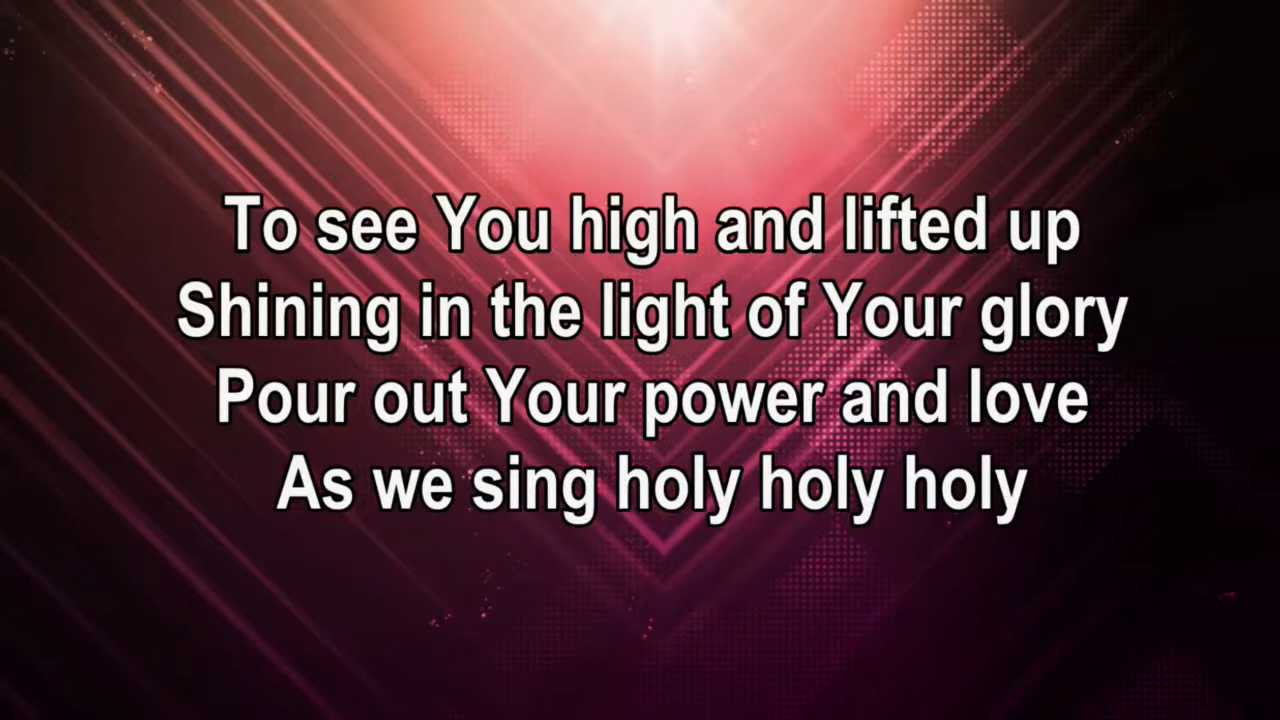 To see You high and lifted up
Shining in the light of Your glory
Pour out Your power and love
As we sing holy holy holy